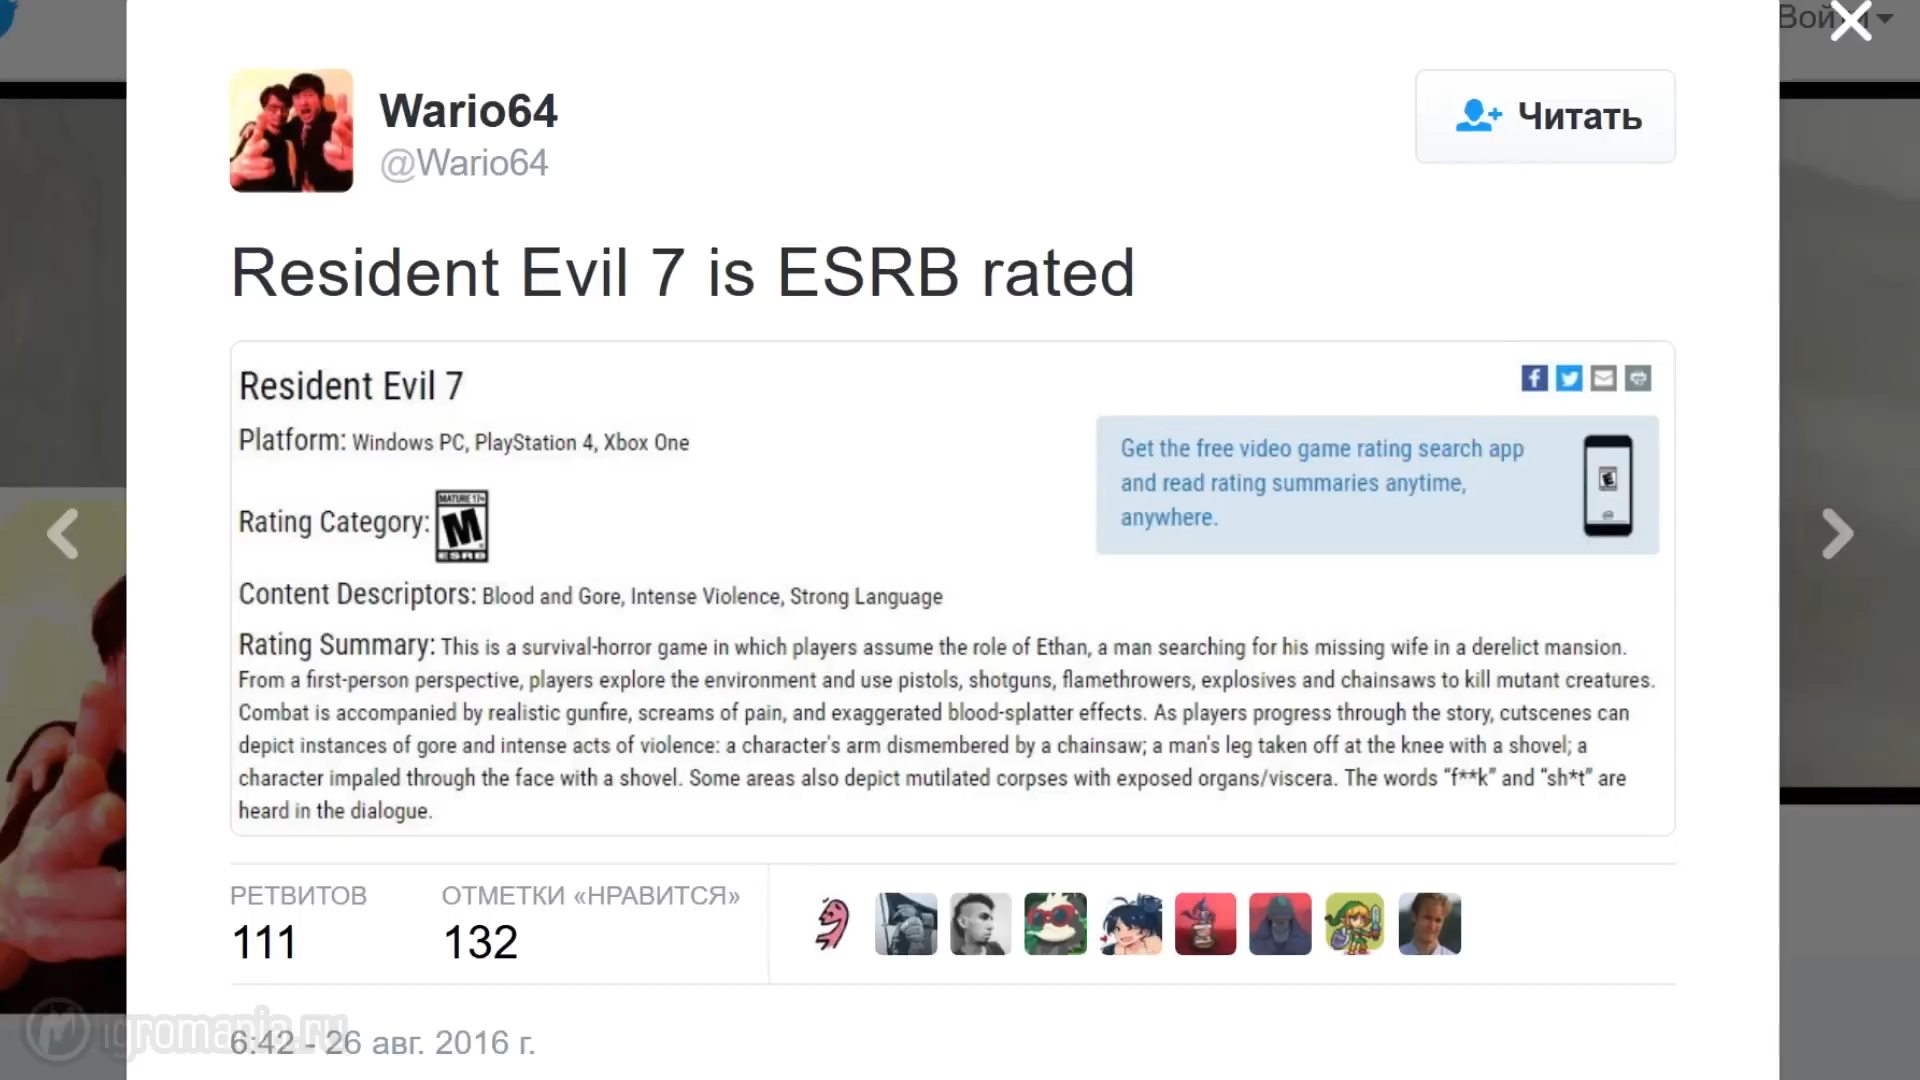 Войти
Wario64
@Wario64
Читать
Resident Evil 7 is ESRB rated
Resident Evil 7
Platform: Windows PC, PlayStation 4, Xbox One
Get the free video game rating search app
and read rating summaries anytime,
anywhere.
Rating Category:
MATURE 17+
M
ESRB
E
Content Descriptors: Blood and Gore, Intense Violence, Strong Language
Rating Summary: This is a survival-horror game in which players assume the role of Ethan, a man searching for his missing wife in a derelict mansion.
From a first-person perspective, players explore the environment and use pistols, shotguns, flamethrowers, explosives and chainsaws to kill mutant creatures.
Combat is accompanied by realistic gunfire, screams of pain, and exaggerated blood-splatter effects. As players progress through the story, cutscenes can
depict instances of gore and intense acts of violence: a character's arm dismembered by a chainsaw; a man's leg taken off at the knee with a shovel; a
character impaled through the face with a shovel. Some areas also depict mutilated corpses with exposed organs/viscera. The words “f**k” and “sh*t” are
heard in the dialogue.
РЕТВИТОВ
111
ОТМЕТКИ «НРАВИТСЯ»
132
igromania.ru
6:42 - 26 авг. 2016 г.